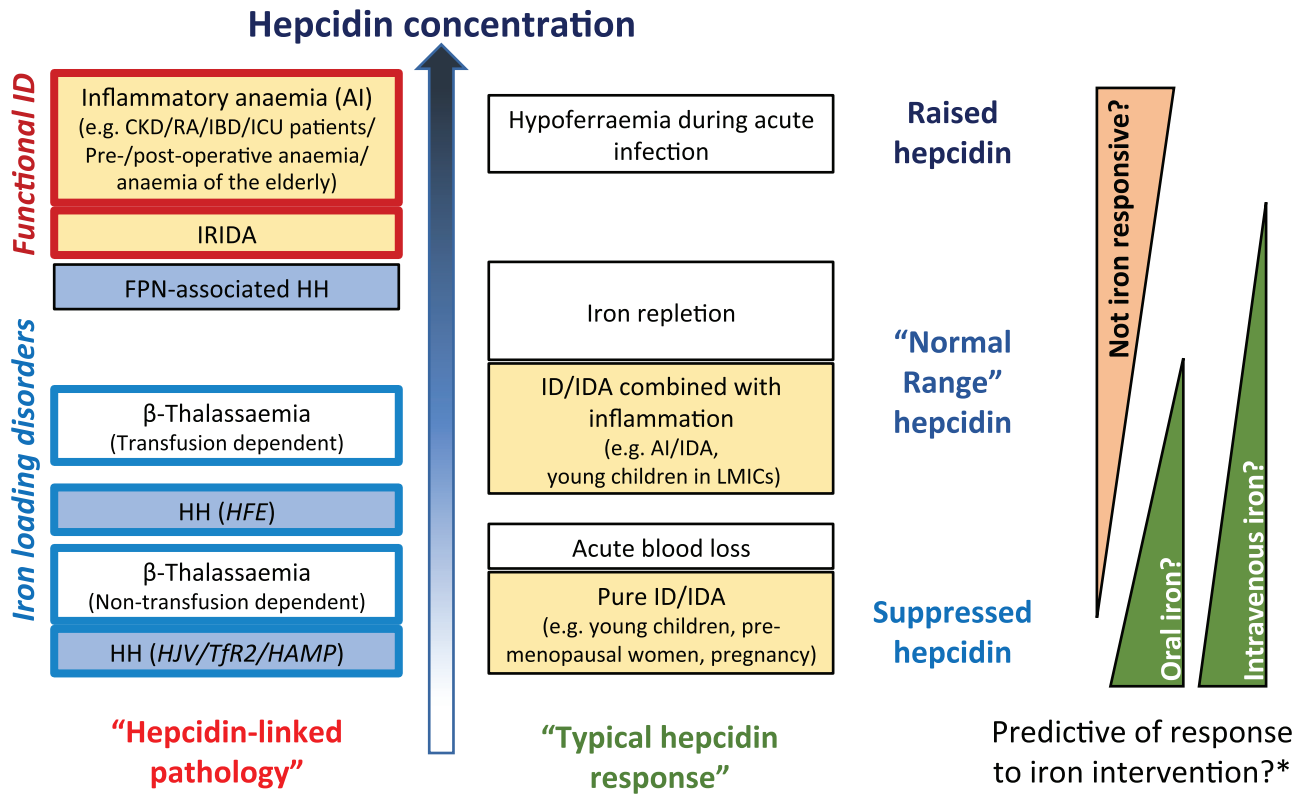 Hepcidin concentration
Functional ID
Inflammatory anaemia (AI)
(e.g. CKD/RA/IBD/ICU patients/
Pre-/post-operative anaemia/
anaemia of the elderly)
IRIDA
FPN-associated HH
Iron loading disorders
β-Thalassaemia
(Transfusion dependent)
HH (HFE)
β-Thalassaemia
(Non-transfusion dependent)
HH (HJV/TfR2/HAMP)
“Hepcidin-linked
pathology”
Hypoferraemia during acute
infection
Iron repletion
ID/IDA combined with
inflammation
(e.g. AI/IDA,
young children in LMICs)
Acute blood loss
Pure ID/IDA
(e.g. young children, pre-
menopausal women, pregnancy)
“Typical hepcidin
response”
Raised
hepcidin
“Normal
Range”
hepcidin
Suppressed
hepcidin
Not iron responsive?
Oral iron?
Intravenous iron?
Predictive of response
to iron intervention?*